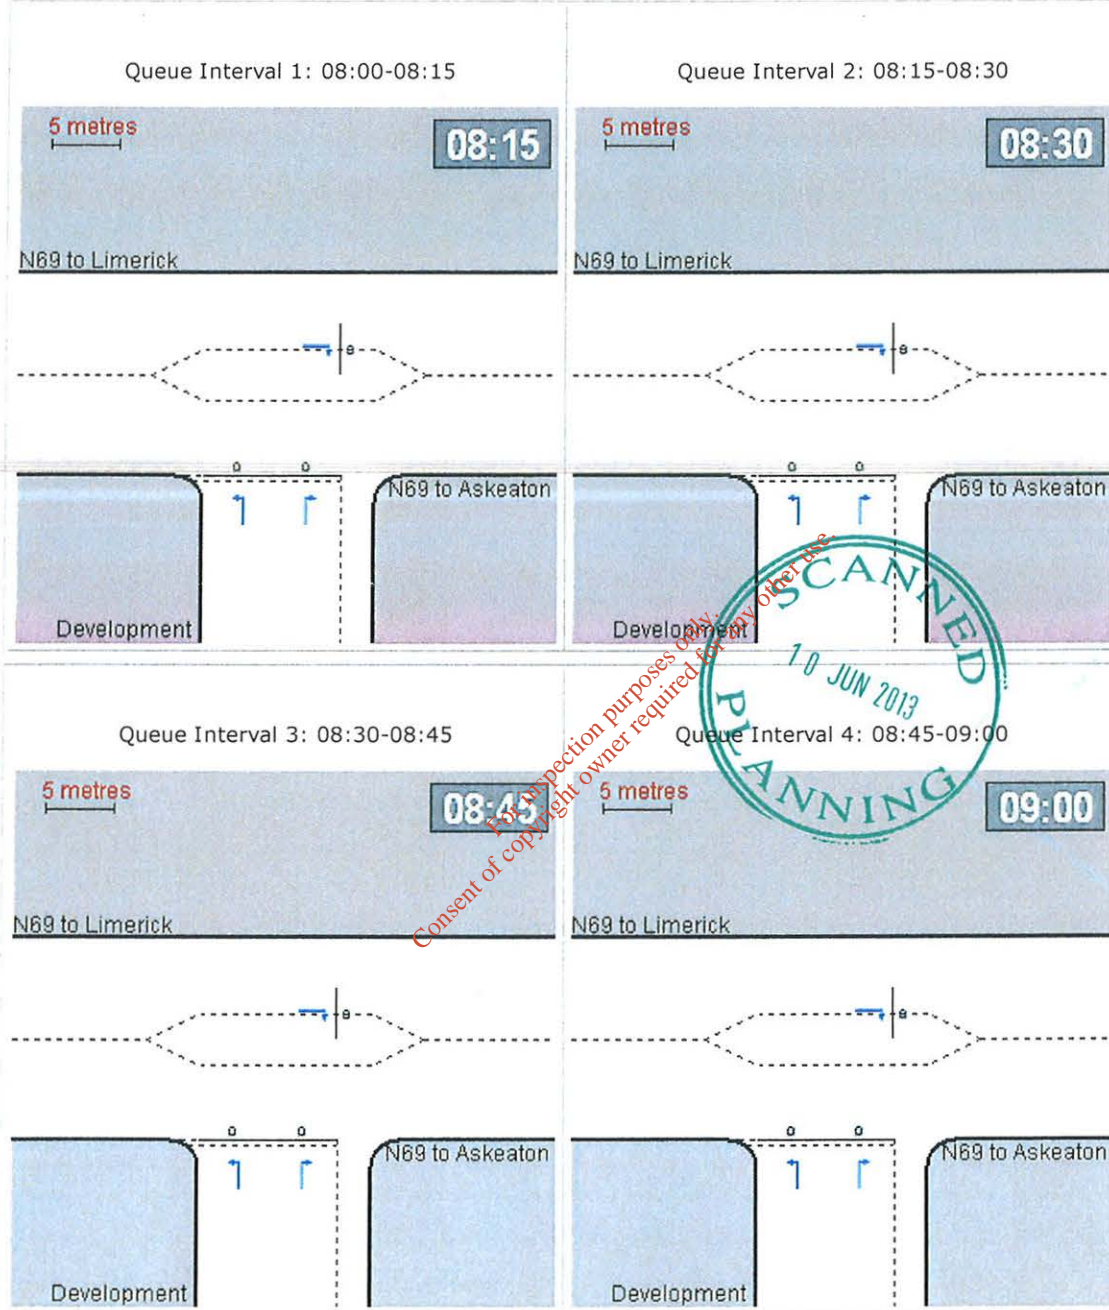 Queue Interval 1: 08:00-08:15
5 metres
08:15
N69 to Limerick
0 0
N69 to Askeaton
Development
Queue Interval 2: 08:15-08:30
5 metres
08:30
N69 to Limerick
0 0
N69 to Askeaton
Development
Queue Interval 3: 08:30-08:45
5 metres
08:45
N69 to Limerick
0 0
N69 to Askeaton
Development
Queue Interval 4: 08:45-09:00
5 metres
09:00
N69 to Limerick
0 0
N69 to Askeaton
Development
SCANNED
10 JUN 2013
PLANNING
For inspection purposes only.
Consent of copyright owner required for any other use.